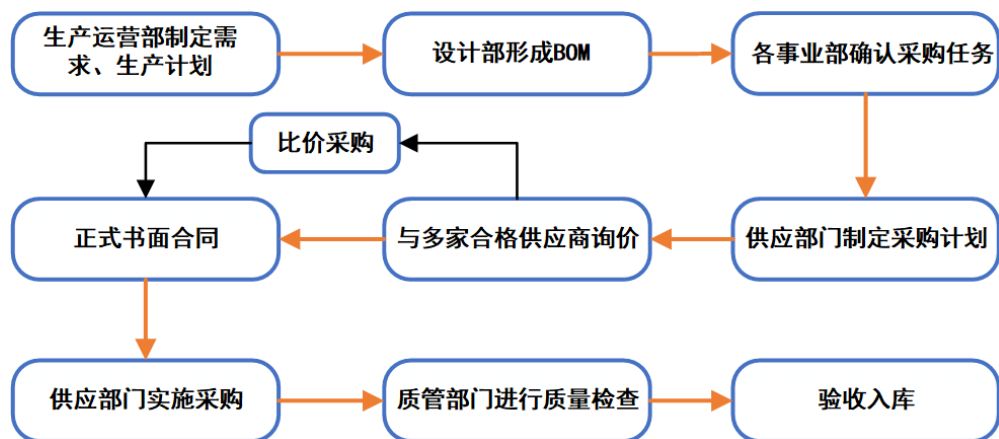 生产运营部制定需
求、生产计划
设计部形成BOM
各事业部确认采购任务
比价采购
正式书面合同
与多家合格供应商询价
供应部门制定采购计划
供应部门实施采购
质管部门进行质量检查
验收入库